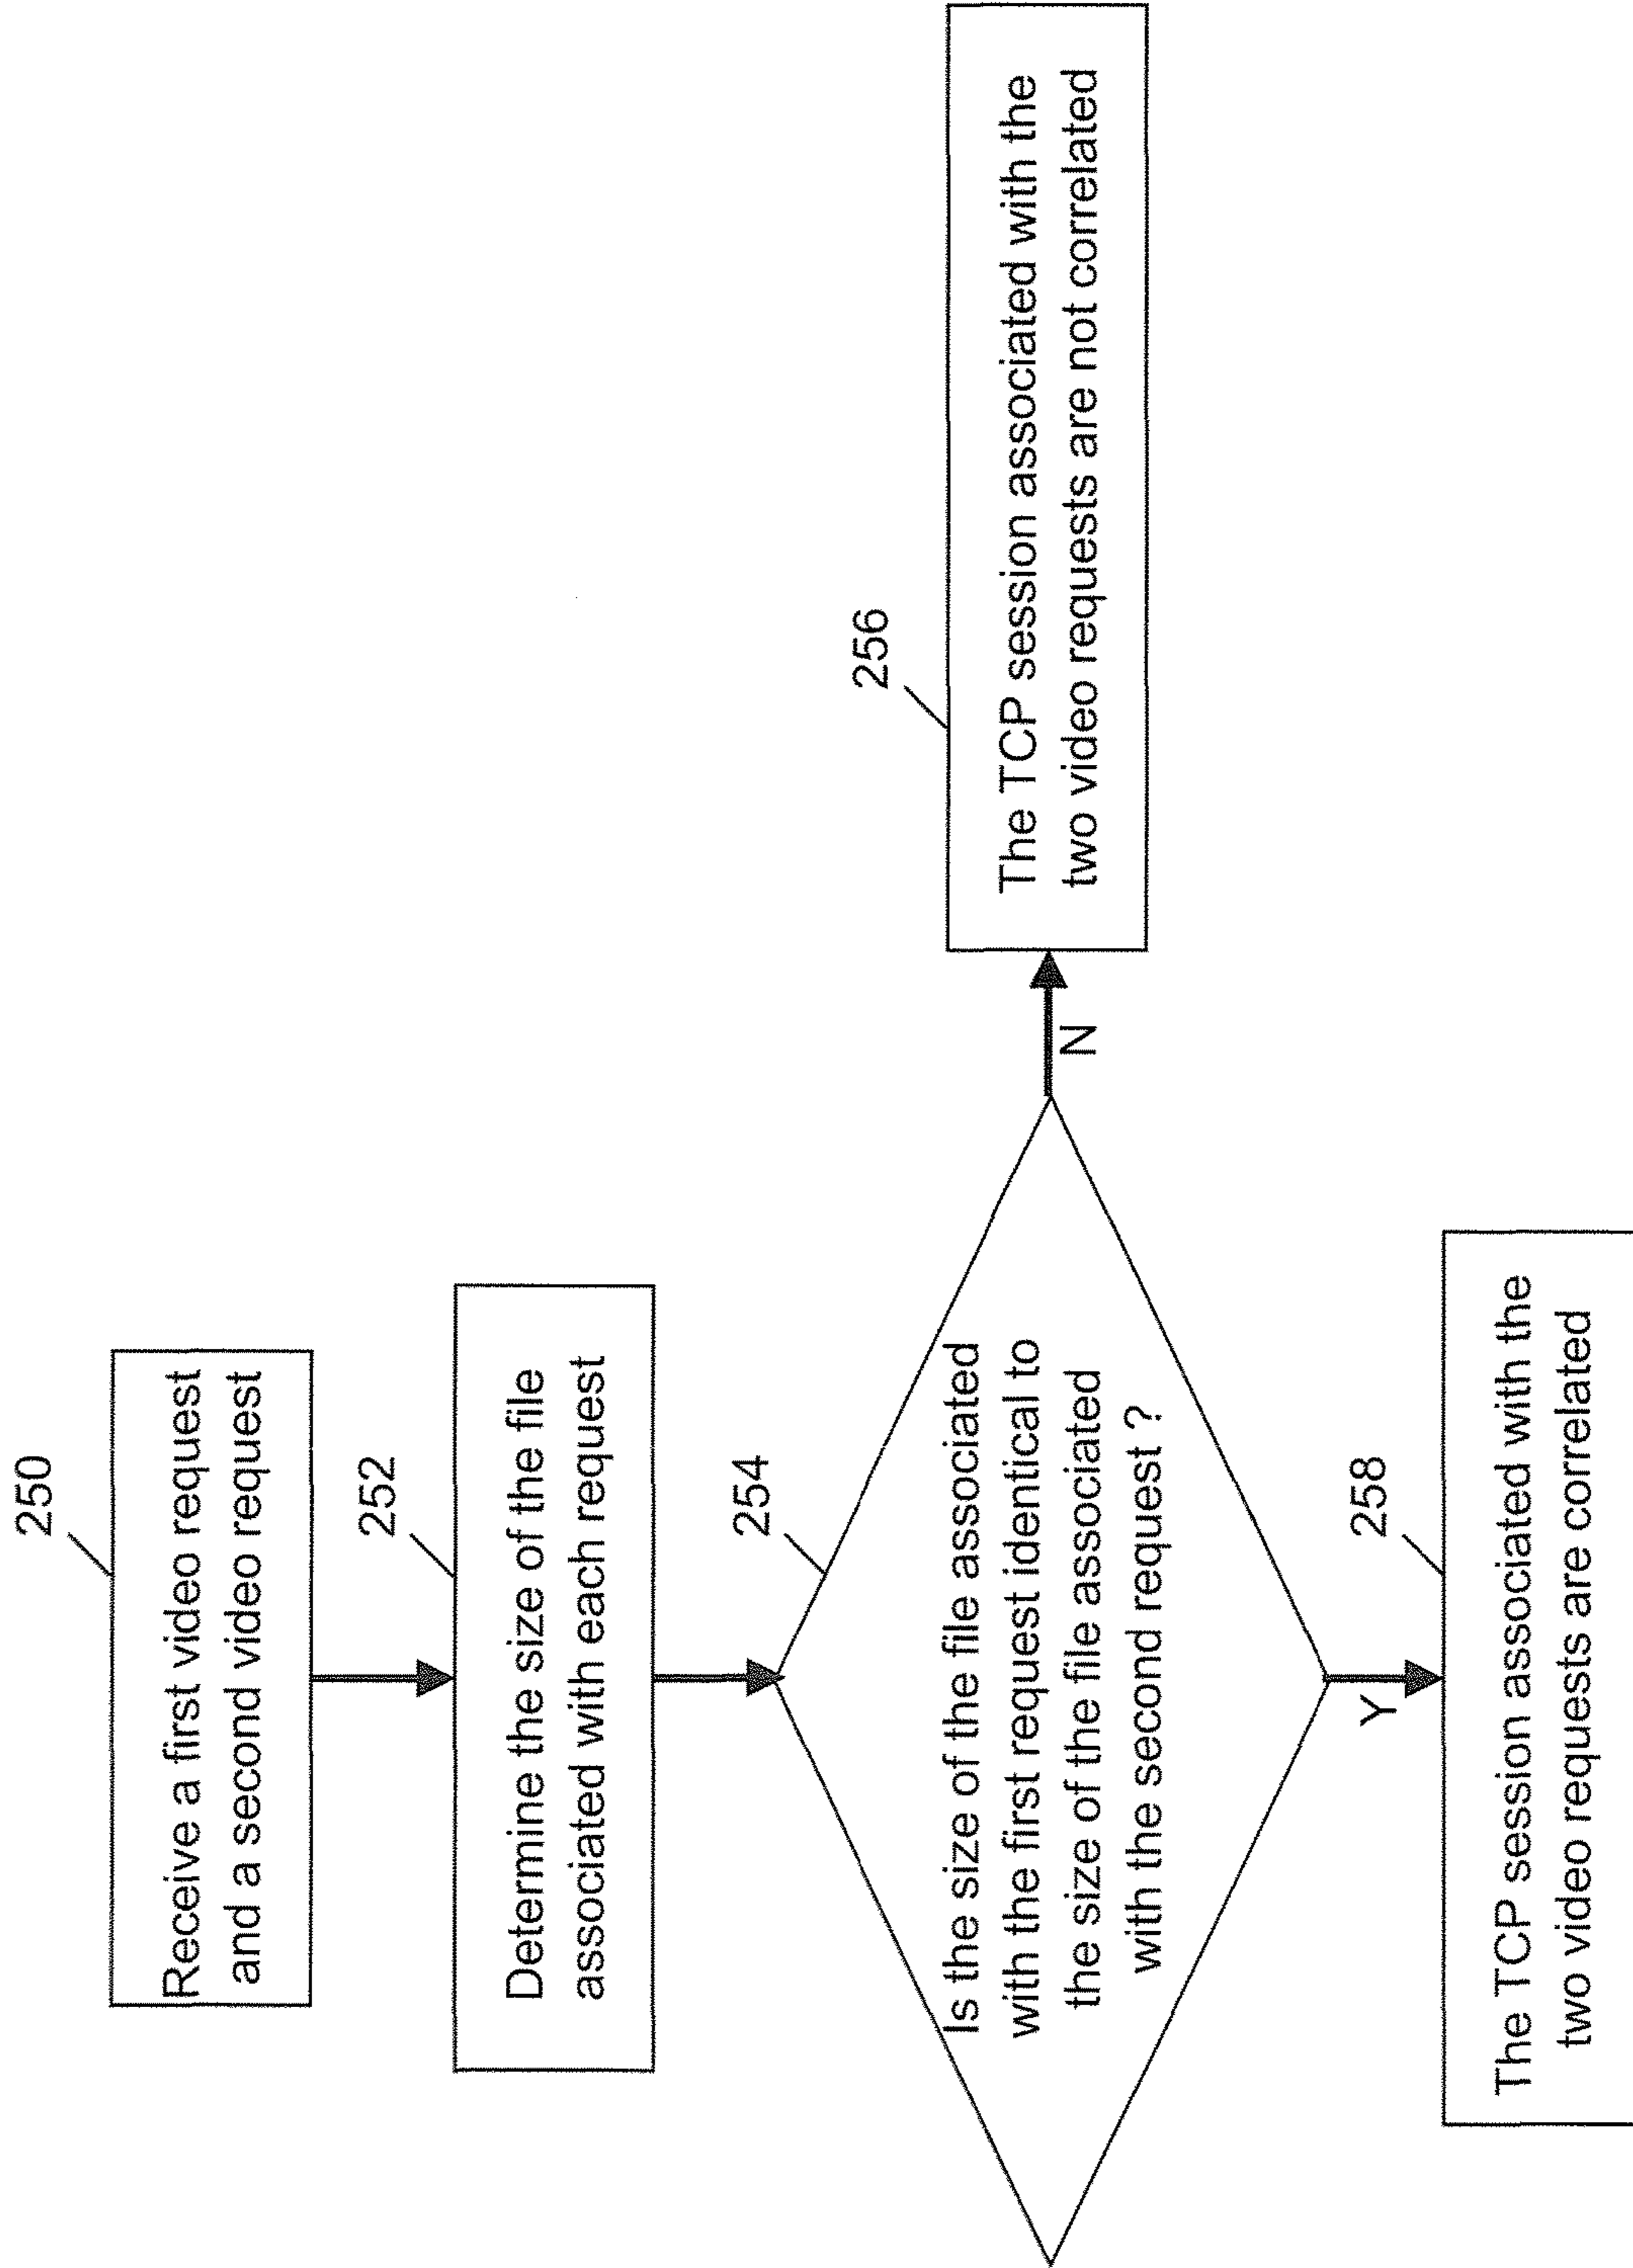 250
Receive a first video request
and a second video request
252
Determine the size of the file
associated with each request
254
Is the size of the file associated
with the first request identical to
the size of the file associated
with the second request ?
N
256
The TCP session associated with the
two video requests are not correlated
Y
258
The TCP session associated with the
two video requests are correlated